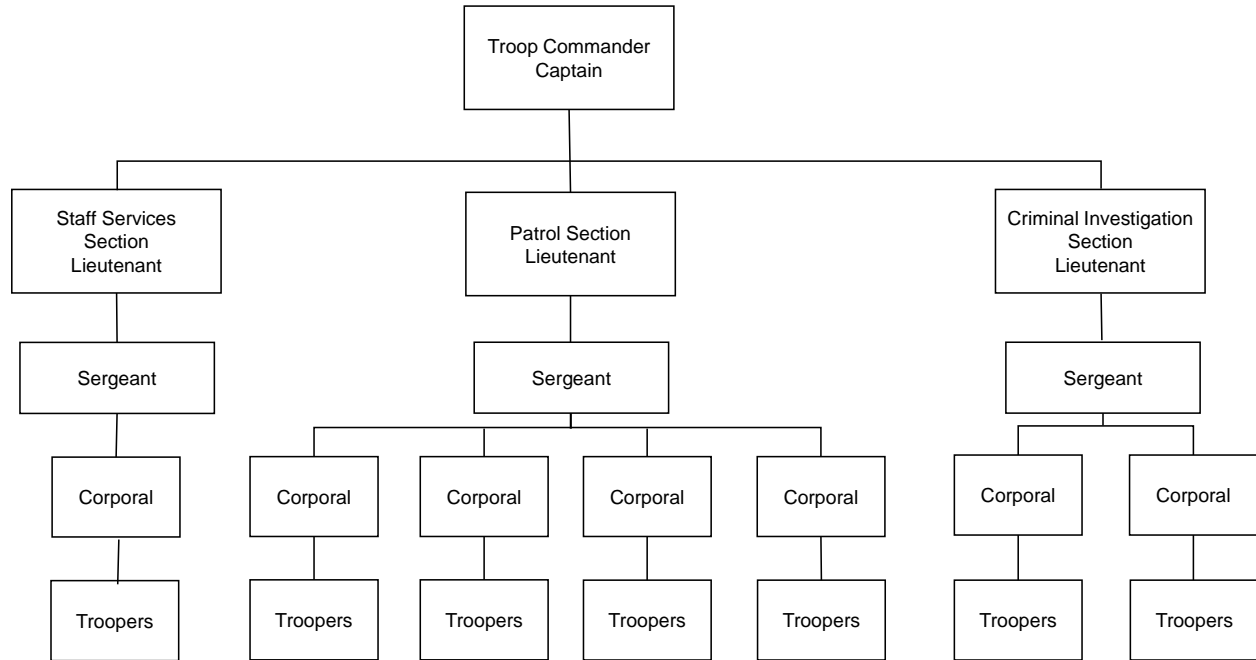 Troop Commander
Captain
Staff Services
Section
Lieutenant
Patrol Section
Lieutenant
Criminal Investigation
Section
Lieutenant
Sergeant
Sergeant
Sergeant
Corporal
Corporal
Corporal
Corporal
Corporal
Corporal
Corporal
Troopers
Troopers
Troopers
Troopers
Troopers
Troopers
Troopers